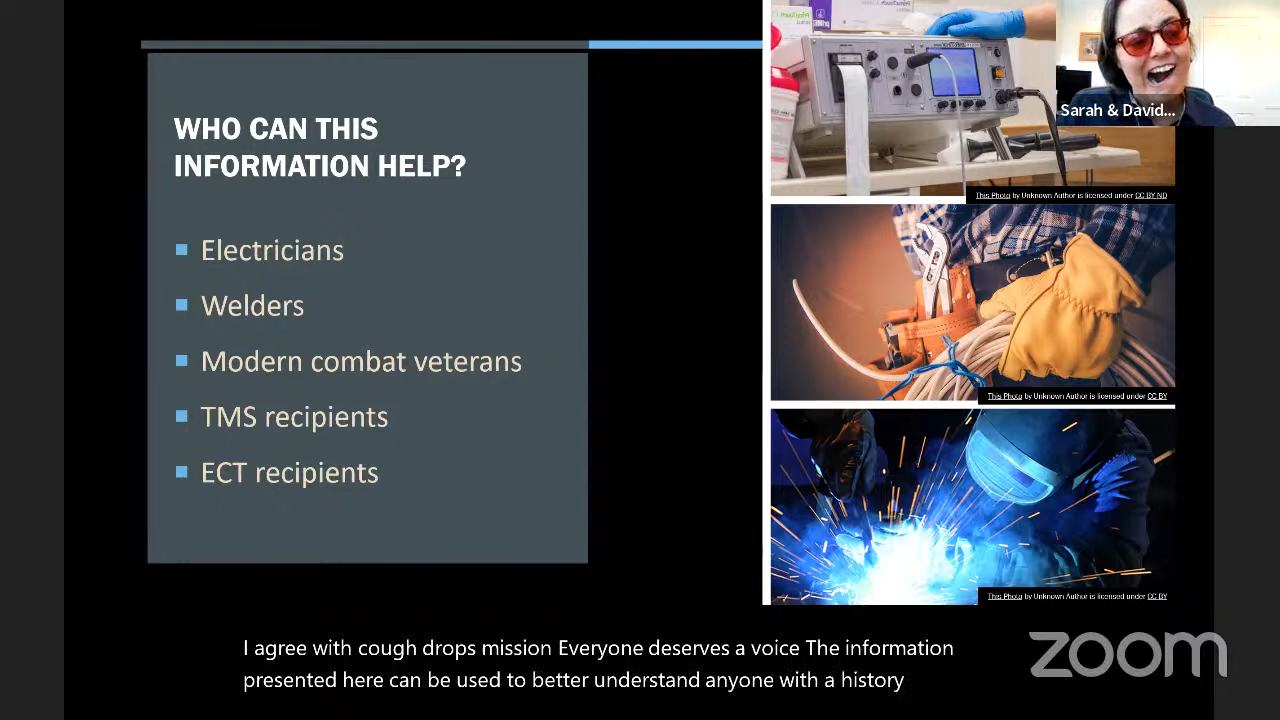 WHO CAN THIS
INFORMATION HELP?
Electricians
Welders
Modern combat veterans
TMS recipients
ECT recipients
Sarah & David...
This Photo by Unknown Author is licensed under CC BY ND
This Photo by Unknown Author is licensed under CC BY
This Photo by Unknown Author is licensed under CC BY
I agree with cough drops mission Everyone deserves a voice The information
presented here can be used to better understand anyone with a history
zoom